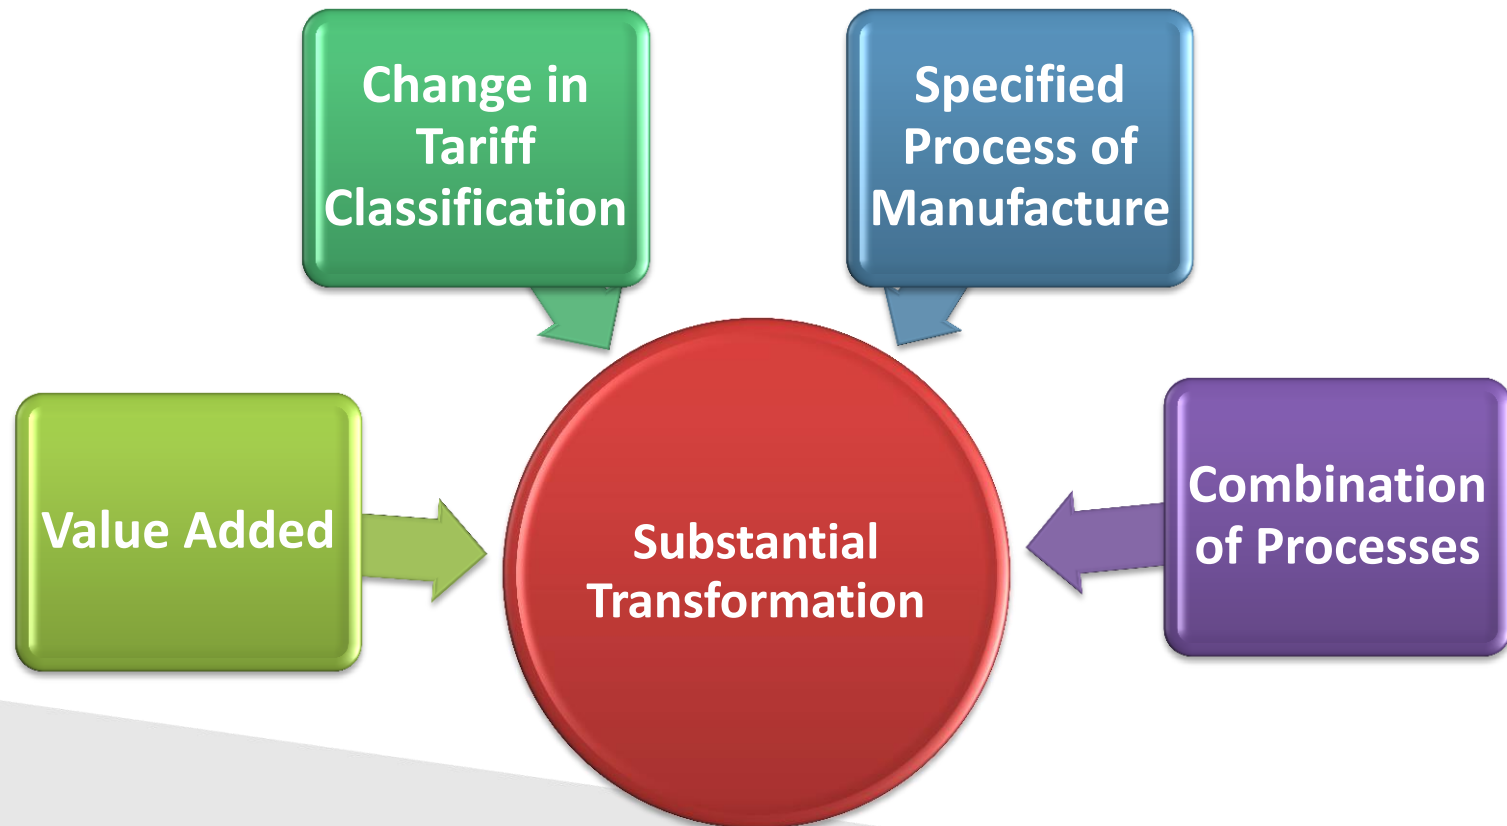 Change in
Tariff
Classification
Specified
Process of
Manufacture
Value Added
Substantial
Transformation
Combination
of Processes